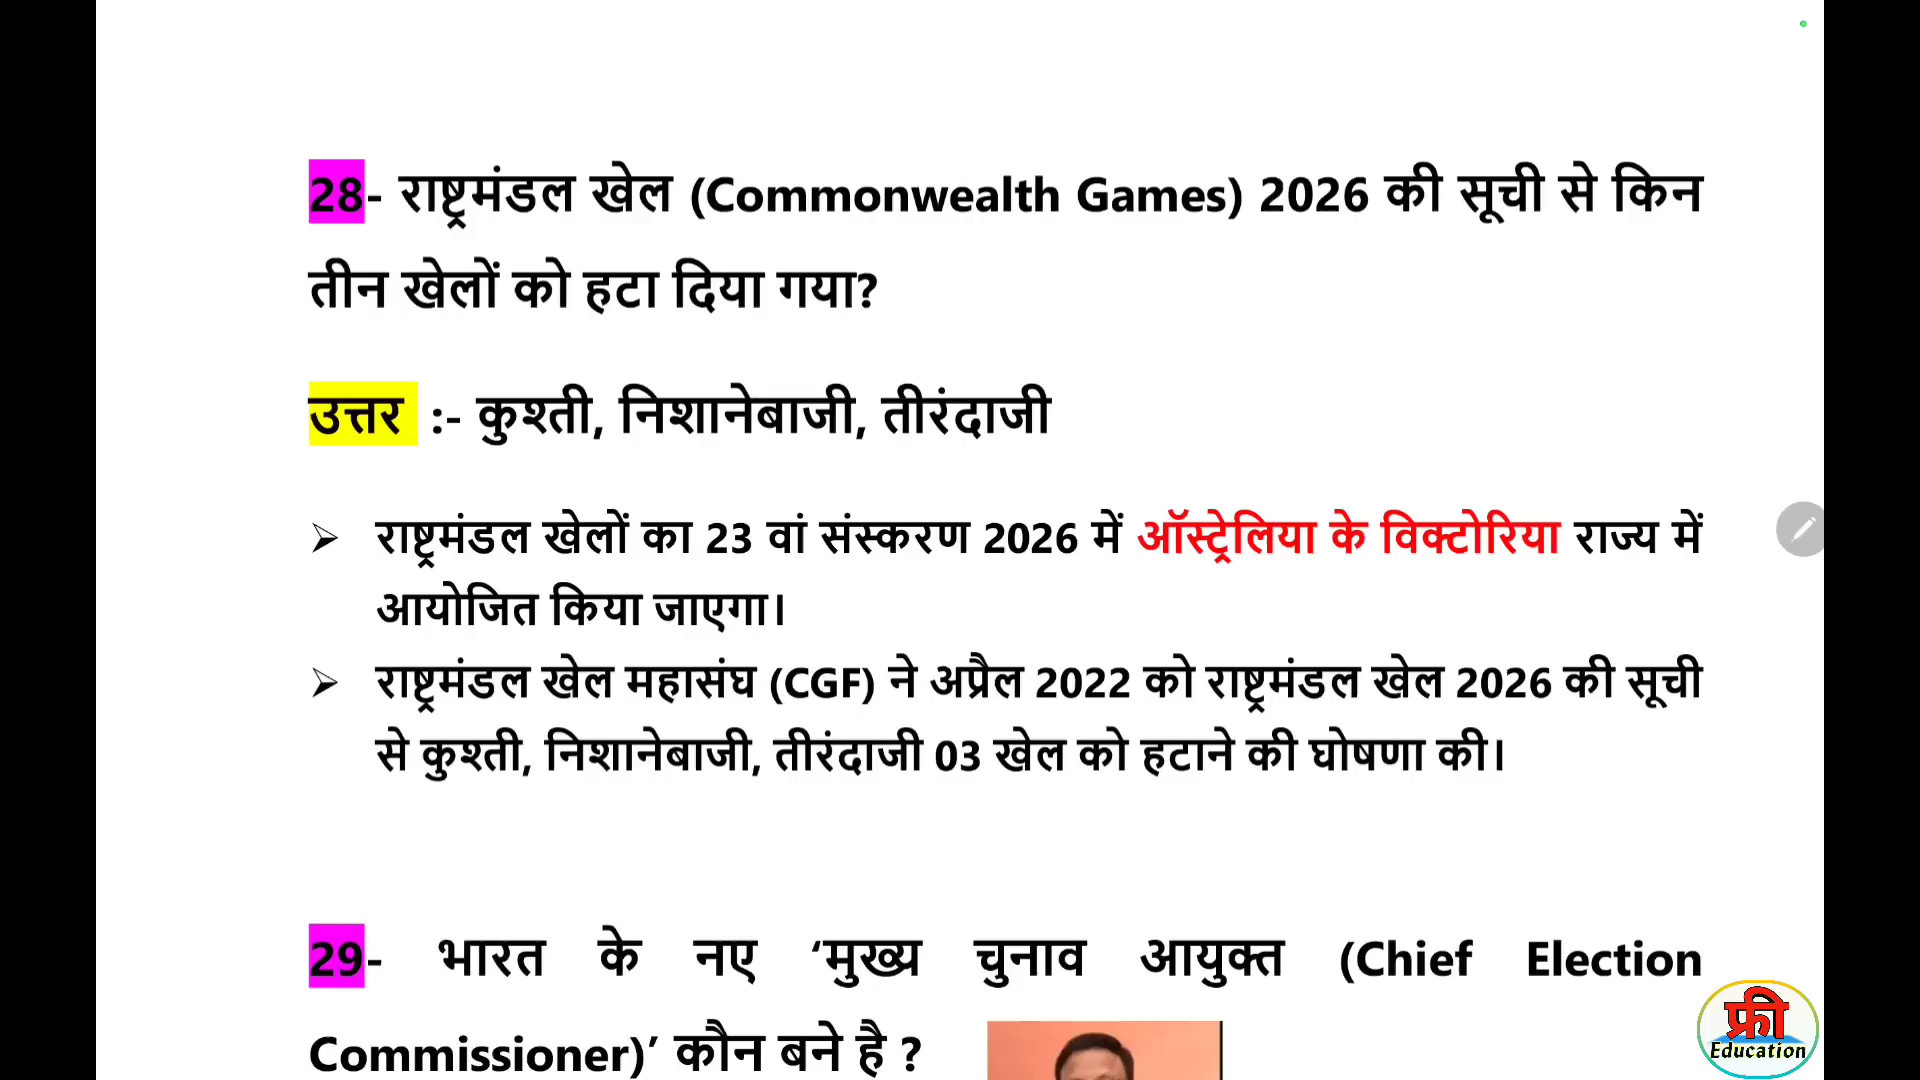 28- राष्ट्रमंडल खेल (Commonwealth Games) 2026 की सूची से किन
तीन खेलों को हटा दिया गया?
उत्तर :- कुश्ती, निशानेबाजी, तीरंदाजी
➢ राष्ट्रमंडल खेलों का 23 वां संस्करण 2026 में ऑस्ट्रेलिया के विक्टोरिया राज्य में
आयोजित किया जाएगा।
➢ राष्ट्रमंडल खेल महासंघ (CGF) ने अप्रैल 2022 को राष्ट्रमंडल खेल 2026 की सूची
से कुश्ती, निशानेबाजी, तीरंदाजी 03 खेल को हटाने की घोषणा की।
29- भारत के नए ‘मुख्य चुनाव आयुक्त (Chief Election
Commissioner)’ कौन बने है ?
फ्री
Education